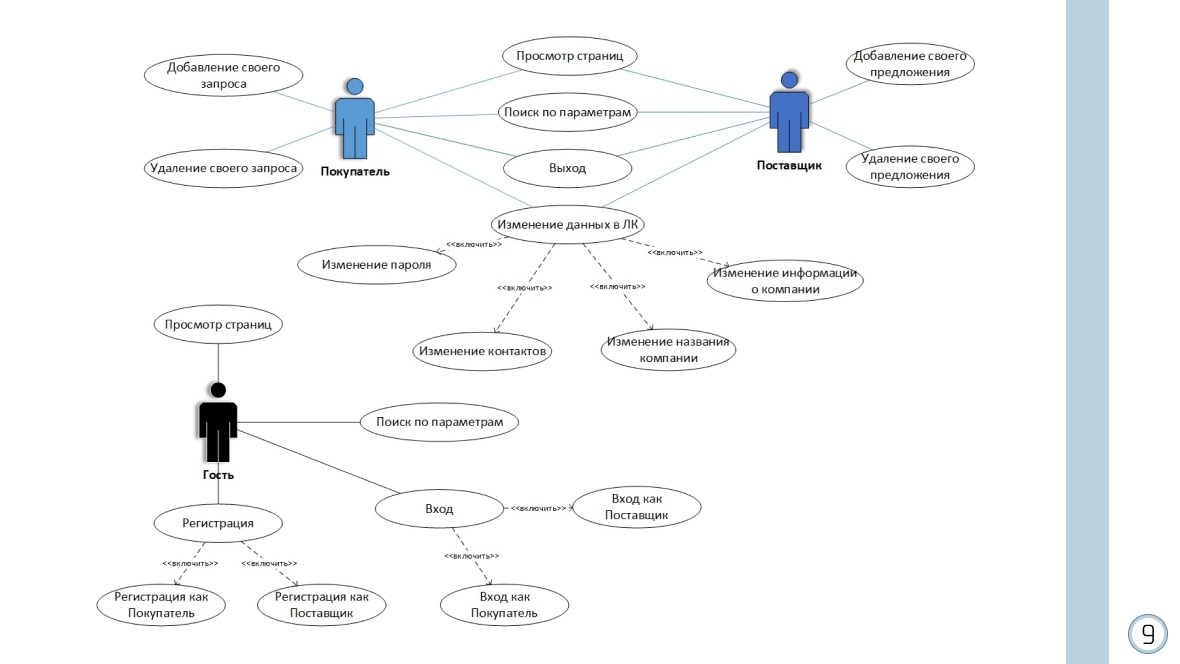 Просмотр страниц
Добавление своего
запроса
Добавление своего
предложения
Поиск по параметрам
Удаление своего запроса
Покупатель
Выход
Поставщик
Удаление своего
предложения
Изменение данных в ЛК
<<включить>>
<<включить>>
Изменение пароля
Изменение информации
о компании
<<включить>>
<<включить>>
Просмотр страниц
Изменение контактов
Изменение названия
компании
Поиск по параметрам
Гость
Регистрация
Вход
<<включить>>
Вход как
Поставщик
<<включить>>
<<включить>>
<<включить>>
Регистрация как
Покупатель
Регистрация как
Поставщик
Вход как
Покупатель
9